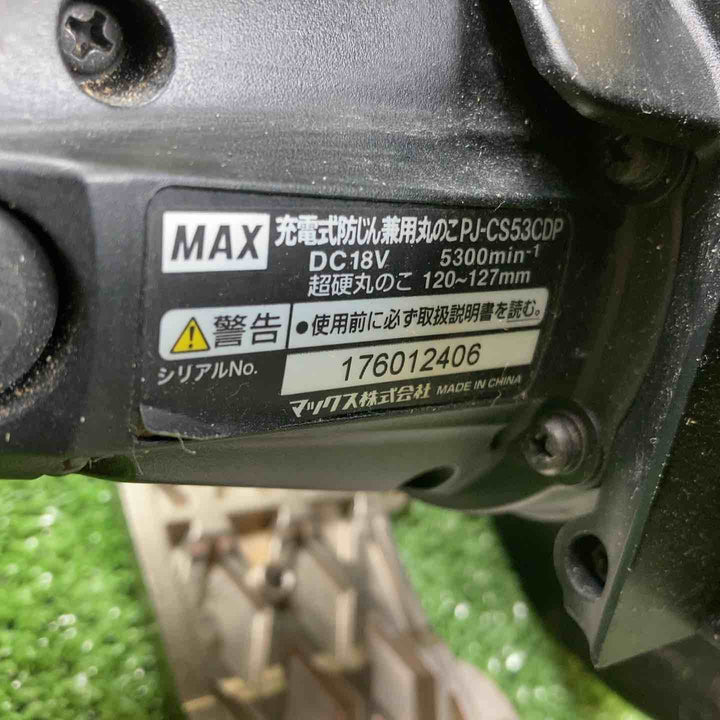 MAX 充電式防じん兼用丸のこPJ-CS53CDP
DC18V 5300min⁻¹
超硬丸のこ 120~127mm
警告 ●使用前に必ず取扱説明書を読む。
シリアルNo. 176012406
マックス株式会社 MADE IN CHINA